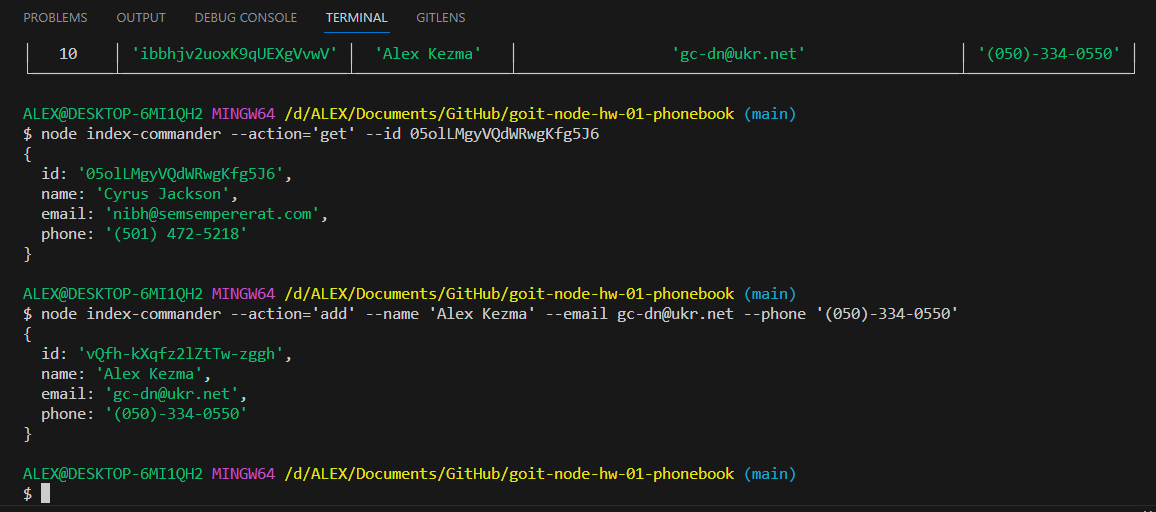 PROBLEMS OUTPUT DEBUG CONSOLE TERMINAL GITLENS
10 'ibbhjv2uoxK9qUEXgVvwV' 'Alex Kezma' 'gc-dn@ukr.net' '(050)-334-0550'
ALEX@DESKTOP-6MI1QH2 MINGW64 /d/ALEX/Documents/GitHub/goit-node-hw-01-phonebook (main)
$ node index-commander --action='get' --id 05olLMgyVQdWRwgKfg5J6
{
id: '05olLMgyVQdWRwgKfg5J6',
name: 'Cyrus Jackson',
email: 'nibh@semsempererat.com',
phone: '(501) 472-5218'
}
ALEX@DESKTOP-6MI1QH2 MINGW64 /d/ALEX/Documents/GitHub/goit-node-hw-01-phonebook (main)
$ node index-commander --action='add' --name 'Alex Kezma' --email gc-dn@ukr.net --phone '(050)-334-0550'
{
id: 'vQfh-kXqfz2lZtTw-zggh',
name: 'Alex Kezma',
email: 'gc-dn@ukr.net',
phone: '(050)-334-0550'
}
ALEX@DESKTOP-6MI1QH2 MINGW64 /d/ALEX/Documents/GitHub/goit-node-hw-01-phonebook (main)
$